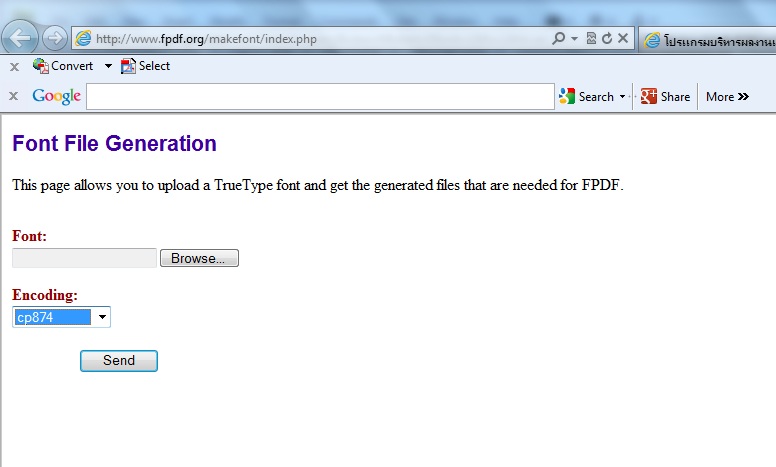 http://www.fpdf.org/makefont/index.php
โปรแกรมบริหารผลงานแ
x Convert Select
x Google Search Share More »
Font File Generation
This page allows you to upload a TrueType font and get the generated files that are needed for FPDF.
Font:
Browse...
Encoding:
cp874
Send